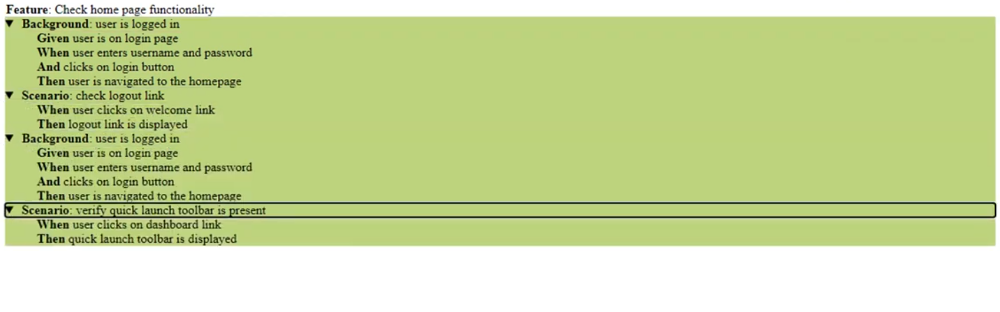 Feature: Check home page functionality
Background: user is logged in
Given user is on login page
When user enters username and password
And clicks on login button
Then user is navigated to the homepage
Scenario: check logout link
When user clicks on welcome link
Then logout link is displayed
Background: user is logged in
Given user is on login page
When user enters username and password
And clicks on login button
Then user is navigated to the homepage
Scenario: verify quick launch toolbar is present
When user clicks on dashboard link
Then quick launch toolbar is displayed